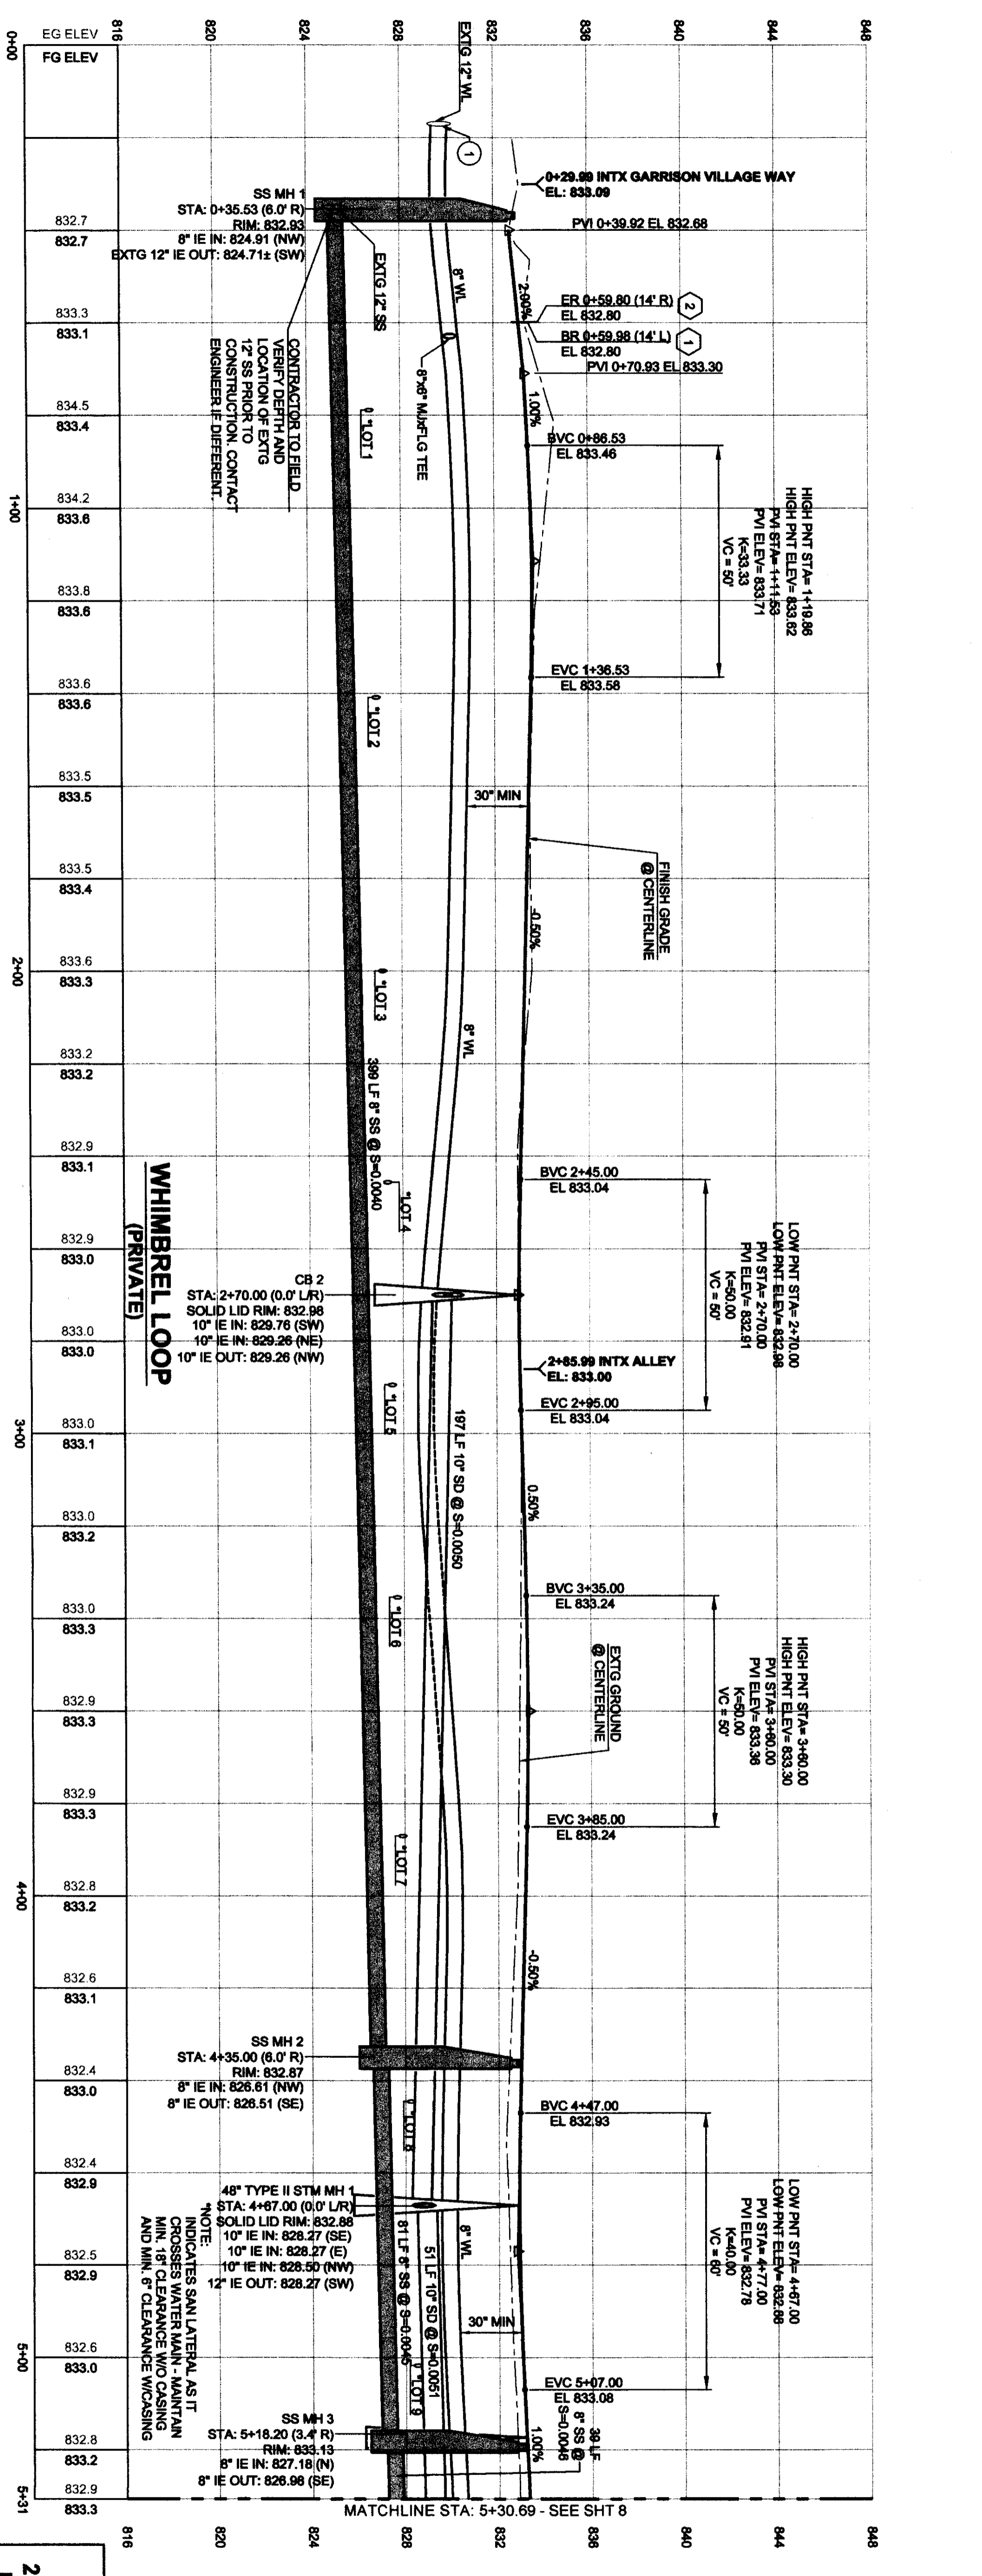 848
844
840
836
832
828
824
820
816
EG ELEV
FG ELEV
0+00
EXTG 12" WL
1
0+29.99 INTX GARRISON VILLAGE WAY
EL: 833.09
SS MH 1
STA: 0+35.53 (6.0' R)
RIM: 832.93
8" IE IN: 824.91 (NW)
EXTG 12" IE OUT: 824.71± (SW)
832.7
832.7
PVI 0+39.92 EL 832.68
EXTG 12" SS
8" WL
2.00%
ER 0+59.80 (14' R)
EL 832.80
2
BR 0+59.98 (14' L)
EL 832.80
1
833.3
833.1
PVI 0+70.93 EL 833.30
CONTRACTOR TO FIELD
VERIFY DEPTH AND
LOCATION OF EXTG
12" SS PRIOR TO
CONSTRUCTION. CONTACT
ENGINEER IF DIFFERENT.
8"x6" MJxFLG TEE
1.00%
*LOT 1
834.5
833.4
BVC 0+86.53
EL 833.46
HIGH PNT STA= 1+19.86
HIGH PNT ELEV= 833.62
PVI STA= 1+11.53
PVI ELEV= 833.71
K=33.33
VC = 50'
1+00
834.2
833.6
833.8
833.6
EVC 1+36.53
EL 833.58
833.6
833.6
*LOT 2
833.5
833.5
30" MIN
FINISH GRADE
@ CENTERLINE
833.5
833.4
-0.50%
2+00
833.6
833.3
*LOT 3
8" WL
833.2
833.2
399 LF 8" SS @ S=0.0040
832.9
833.1
BVC 2+45.00
EL 833.04
*LOT 4
WHIMBREL LOOP
(PRIVATE)
LOW PNT STA= 2+70.00
LOW PNT ELEV= 832.98
PVI STA= 2+70.00
PVI ELEV= 832.91
K=50.00
VC = 50'
832.9
833.0
CB 2
STA: 2+70.00 (0.0' L/R)
SOLID LID RIM: 832.98
10" IE IN: 829.76 (SW)
10" IE IN: 829.26 (NE)
10" IE OUT: 829.26 (NW)
833.0
833.0
2+85.99 INTX ALLEY
EL: 833.00
*LOT 5
EVC 2+95.00
EL 833.04
3+00
833.0
833.1
197 LF 10" SD @ S=0.0050
0.50%
833.0
833.2
BVC 3+35.00
EL 833.24
*LOT 6
833.0
833.3
EXTG GROUND
@ CENTERLINE
HIGH PNT STA= 3+60.00
HIGH PNT ELEV= 833.30
PVI STA= 3+60.00
PVI ELEV= 833.36
K=50.00
VC = 50'
832.9
833.3
832.9
833.3
EVC 3+85.00
EL 833.24
*LOT 7
4+00
832.8
833.2
-0.50%
832.6
833.1
SS MH 2
STA: 4+35.00 (6.0' R)
RIM: 832.87
8" IE IN: 826.61 (NW)
8" IE OUT: 826.51 (SE)
832.4
833.0
BVC 4+47.00
EL 832.93
*LOT 8
832.4
832.9
LOW PNT STA= 4+67.00
LOW PNT ELEV= 832.88
PVI STA= 4+77.00
PVI ELEV= 832.78
K=40.00
VC = 60'
48" TYPE II STM MH 1
STA: 4+67.00 (0.0' L/R)
SOLID LID RIM: 832.88
10" IE IN: 828.27 (SE)
10" IE IN: 828.27 (E)
10" IE IN: 828.50 (NW)
12" IE OUT: 828.27 (SW)
832.5
832.9
8" WL
81 LF 8" SS @ S=0.0045
51 LF 10" SD @ S=0.0051
30" MIN
*NOTE:
INDICATES SAN LATERAL AS IT
CROSSES WATER MAIN - MAINTAIN
MIN. 18" CLEARANCE W/O CASING
AND MIN. 6" CLEARANCE W/CASING
5+00
832.6
833.0
*LOT 9
EVC 5+07.00
EL 833.08
39 LF
8" SS @
S=0.0048
1.00%
SS MH 3
STA: 5+18.20 (3.4' R)
RIM: 833.13
8" IE IN: 827.18 (N)
8" IE OUT: 826.98 (SE)
832.8
833.2
5+31
832.9
833.3
MATCHLINE STA: 5+30.69 - SEE SHT 8
816
820
824
828
832
836
840
844
848
2